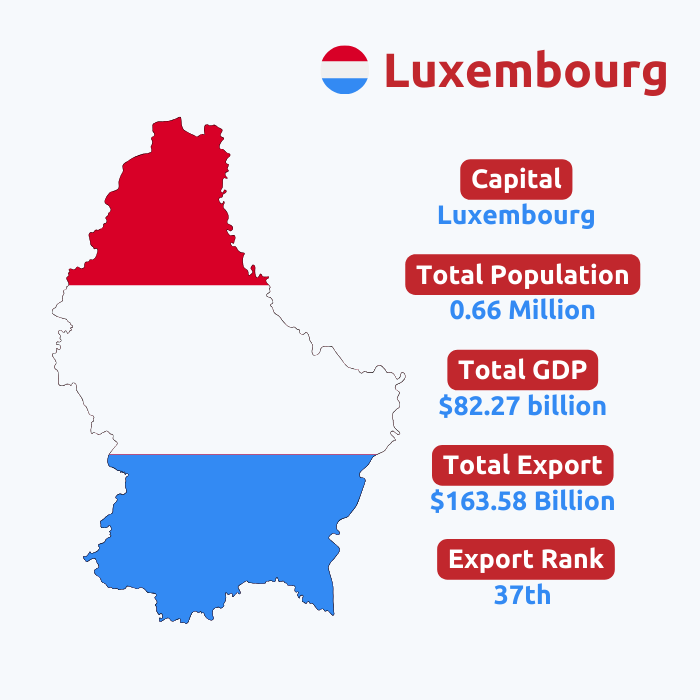 Luxembourg
Capital
Luxembourg
Total Population
0.66 Million
Total GDP
$82.27 billion
Total Export
$163.58 Billion
Export Rank
37th